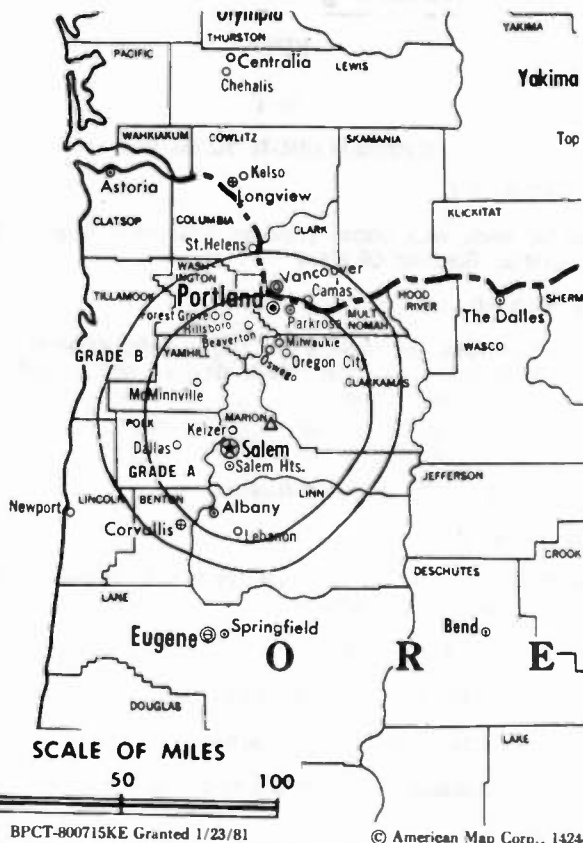 Olympia
THURSTON
YAKIMA
PACIFIC
Centralia
LEWIS
Chehalis
Yakima
WAHKIAKUM
COWLITZ
SKAMANIA
Top
Astoria
Kelso
Longview
KLICKITAT
CLATSOP
COLUMBIA
CLARK
St. Helens
WASH
INGTON
Vancouver
TILLAMOOK
Camas
Portland
HOOD
RIVER
SHERM
The Dalles
Forest Grove
Parkrose
MULT
NOMAH
Hillsboro
Beaverton
Milwaukie
WASCO
GRADE B
YAMHILL
Oswego
Oregon City
CLACKAMAS
McMinnville
POLK
MARION
Keizer
Dallas
Salem
GRADE A
Salem Hts.
JEFFERSON
LINCOLN
BENTON
LINN
Newport
Albany
Corvallis
Lebanon
CROOK
DESCHUTES
LANE
Eugene
Springfield
Bend
O R E
DOUGLAS
LAKE
SCALE OF MILES
50 100
BPCT-800715KE Granted 1/23/81
© American Map Corp., 1424